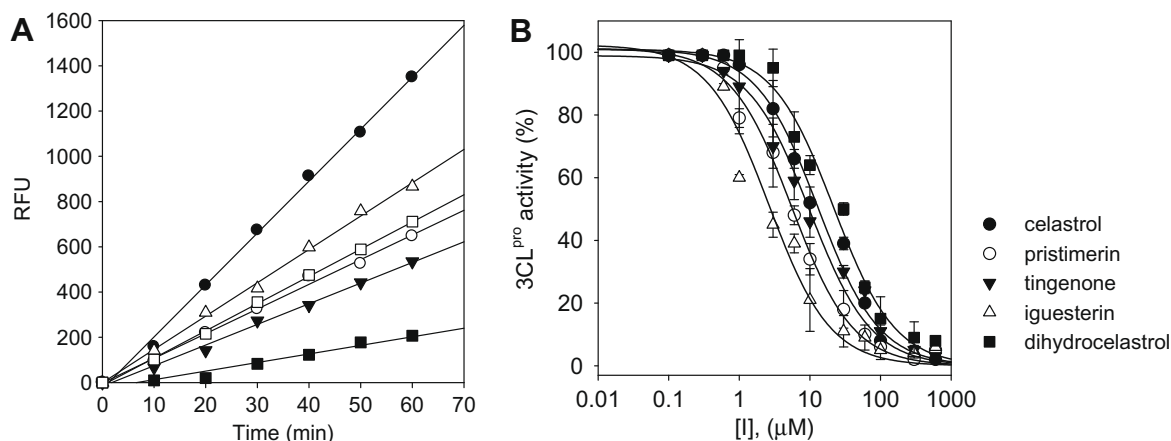 A
RFU
1600
1400
1200
1000
800
600
400
200
0
0 10 20 30 40 50 60 70
Time (min)
B
3CLpro activity (%)
100
80
60
40
20
0
0.01 0.1 1 10 100 1000
[I], (μM)
celastrol
pristimerin
tingenone
iguesterin
dihydrocelastrol